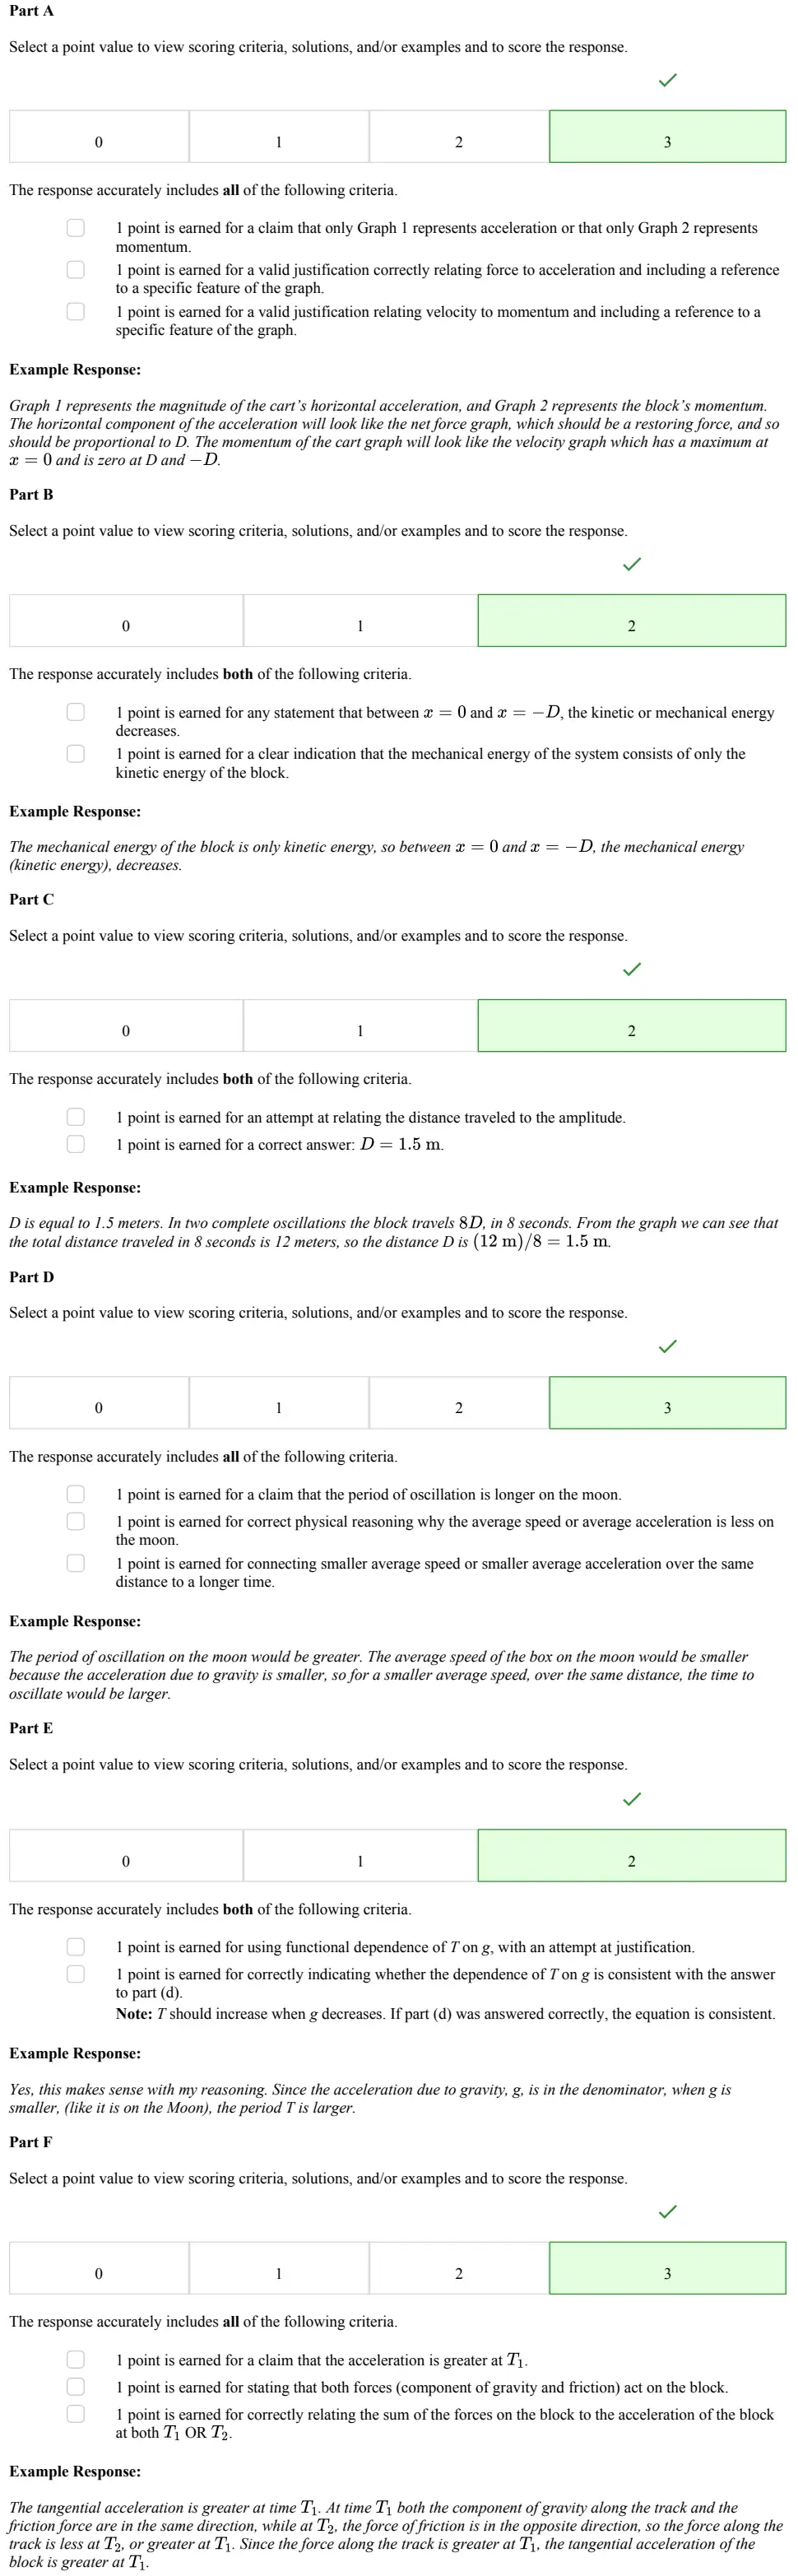 Part A
Select a point value to view scoring criteria, solutions, and/or examples and to score the response.
0 1 2 3
The response accurately includes all of the following criteria.
1 point is earned for a claim that only Graph 1 represents acceleration or that only Graph 2 represents
momentum.
1 point is earned for a valid justification correctly relating force to acceleration and including a reference
to a specific feature of the graph.
1 point is earned for a valid justification relating velocity to momentum and including a reference to a
specific feature of the graph.
Example Response:
Graph 1 represents the magnitude of the cart's horizontal acceleration, and Graph 2 represents the block's momentum.
The horizontal component of the acceleration will look like the net force graph, which should be a restoring force, and so
should be proportional to D. The momentum of the cart graph will look like the velocity graph which has a maximum at
x = 0 and is zero at D and −D.
Part B
Select a point value to view scoring criteria, solutions, and/or examples and to score the response.
0 1 2
The response accurately includes both of the following criteria.
1 point is earned for any statement that between x = 0 and x = −D, the kinetic or mechanical energy
decreases.
1 point is earned for a clear indication that the mechanical energy of the system consists of only the
kinetic energy of the block.
Example Response:
The mechanical energy of the block is only kinetic energy, so between x = 0 and x = −D, the mechanical energy
(kinetic energy), decreases.
Part C
Select a point value to view scoring criteria, solutions, and/or examples and to score the response.
0 1 2
The response accurately includes both of the following criteria.
1 point is earned for an attempt at relating the distance traveled to the amplitude.
1 point is earned for a correct answer: D = 1.5 m.
Example Response:
D is equal to 1.5 meters. In two complete oscillations the block travels 8D, in 8 seconds. From the graph we can see that
the total distance traveled in 8 seconds is 12 meters, so the distance D is (12 m)/8 = 1.5 m.
Part D
Select a point value to view scoring criteria, solutions, and/or examples and to score the response.
0 1 2 3
The response accurately includes all of the following criteria.
1 point is earned for a claim that the period of oscillation is longer on the moon.
1 point is earned for correct physical reasoning why the average speed or average acceleration is less on
the moon.
1 point is earned for connecting smaller average speed or smaller average acceleration over the same
distance to a longer time.
Example Response:
The period of oscillation on the moon would be greater. The average speed of the box on the moon would be smaller
because the acceleration due to gravity is smaller, so for a smaller average speed, over the same distance, the time to
oscillate would be larger.
Part E
Select a point value to view scoring criteria, solutions, and/or examples and to score the response.
0 1 2
The response accurately includes both of the following criteria.
1 point is earned for using functional dependence of T on g, with an attempt at justification.
1 point is earned for correctly indicating whether the dependence of T on g is consistent with the answer
to part (d).
Note: T should increase when g decreases. If part (d) was answered correctly, the equation is consistent.
Example Response:
Yes, this makes sense with my reasoning. Since the acceleration due to gravity, g, is in the denominator, when g is
smaller, (like it is on the Moon), the period T is larger.
Part F
Select a point value to view scoring criteria, solutions, and/or examples and to score the response.
0 1 2 3
The response accurately includes all of the following criteria.
1 point is earned for a claim that the acceleration is greater at T₁.
1 point is earned for stating that both forces (component of gravity and friction) act on the block.
1 point is earned for correctly relating the sum of the forces on the block to the acceleration of the block
at both T₁ OR T₂.
Example Response:
The tangential acceleration is greater at time T₁. At time T₁ both the component of gravity along the track and the
friction force are in the same direction, while at T₂, the force of friction is in the opposite direction, so the force along the
track is less at T₂, or greater at T₁. Since the force along the track is greater at T₁, the tangential acceleration of the
block is greater at T₁.